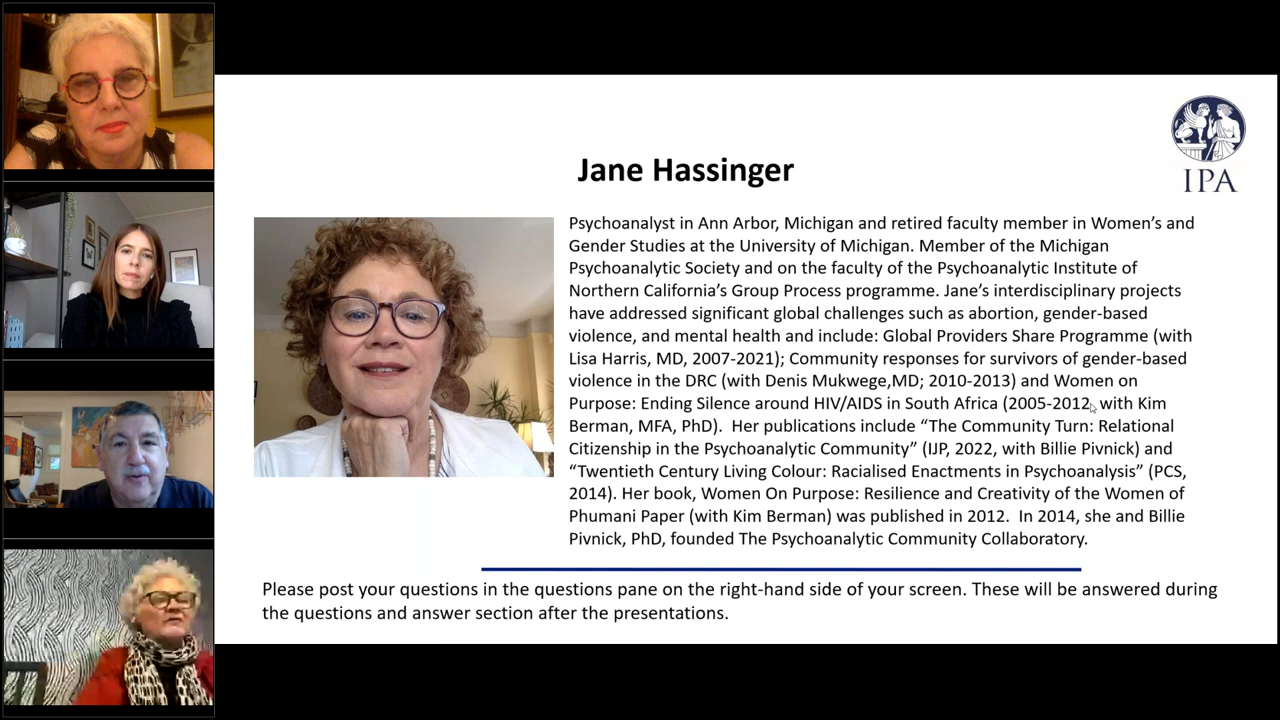 IPA
Jane Hassinger
Psychoanalyst in Ann Arbor, Michigan and retired faculty member in Women's and
Gender Studies at the University of Michigan. Member of the Michigan
Psychoanalytic Society and on the faculty of the Psychoanalytic Institute of
Northern California's Group Process programme. Jane's interdisciplinary projects
have addressed significant global challenges such as abortion, gender-based
violence, and mental health and include: Global Providers Share Programme (with
Lisa Harris, MD, 2007-2021); Community responses for survivors of gender-based
violence in the DRC (with Denis Mukwege,MD; 2010-2013) and Women on
Purpose: Ending Silence around HIV/AIDS in South Africa (2005-2012, with Kim
Berman, MFA, PhD).  Her publications include “The Community Turn: Relational
Citizenship in the Psychoanalytic Community” (IJP, 2022, with Billie Pivnick) and
“Twentieth Century Living Colour: Racialised Enactments in Psychoanalysis” (PCS,
2014). Her book, Women On Purpose: Resilience and Creativity of the Women of
Phumani Paper (with Kim Berman) was published in 2012.  In 2014, she and Billie
Pivnick, PhD, founded The Psychoanalytic Community Collaboratory.
Please post your questions in the questions pane on the right-hand side of your screen. These will be answered during
the questions and answer section after the presentations.